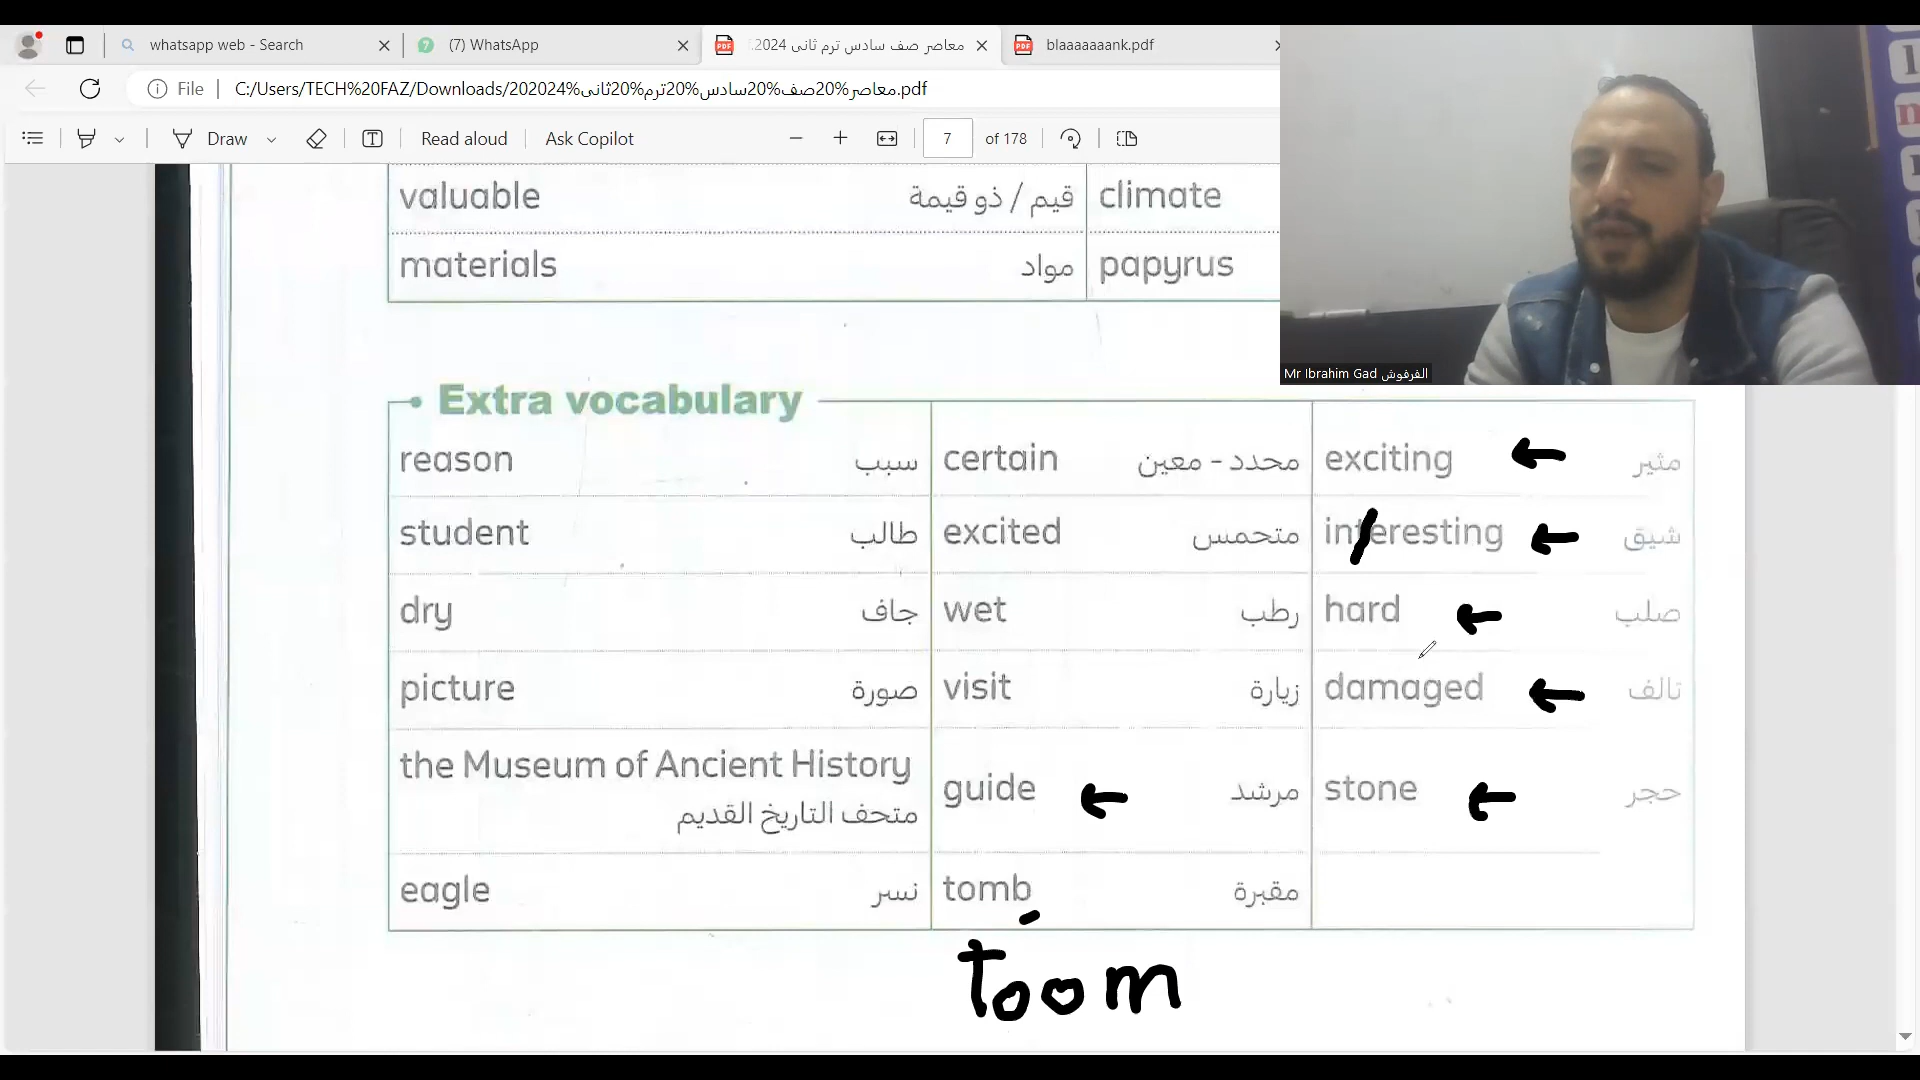 whatsapp web - Search
(7) WhatsApp
معاصر صف سادس ترم ثانى 2024
blaaaaaaank.pdf
File C:/Users/TECH%20FAZ/Downloads/202024%معاصر%20صف%20سادس%20ترم%20ثانى.pdf
Draw
Read aloud
Ask Copilot
7 of 178
valuable قيم / ذو قيمة climate
materials مواد papyrus
Mr Ibrahim Gad الفرفوش
Extra vocabulary
reason سبب certain محدد - معين exciting مثير
student طالب excited متحمس interesting شيق
dry جاف wet رطب hard صلب
picture صورة visit زيارة damaged تالف
the Museum of Ancient History
متحف التاريخ القديم
guide مرشد stone حجر
eagle نسر tomb مقبرة
toom